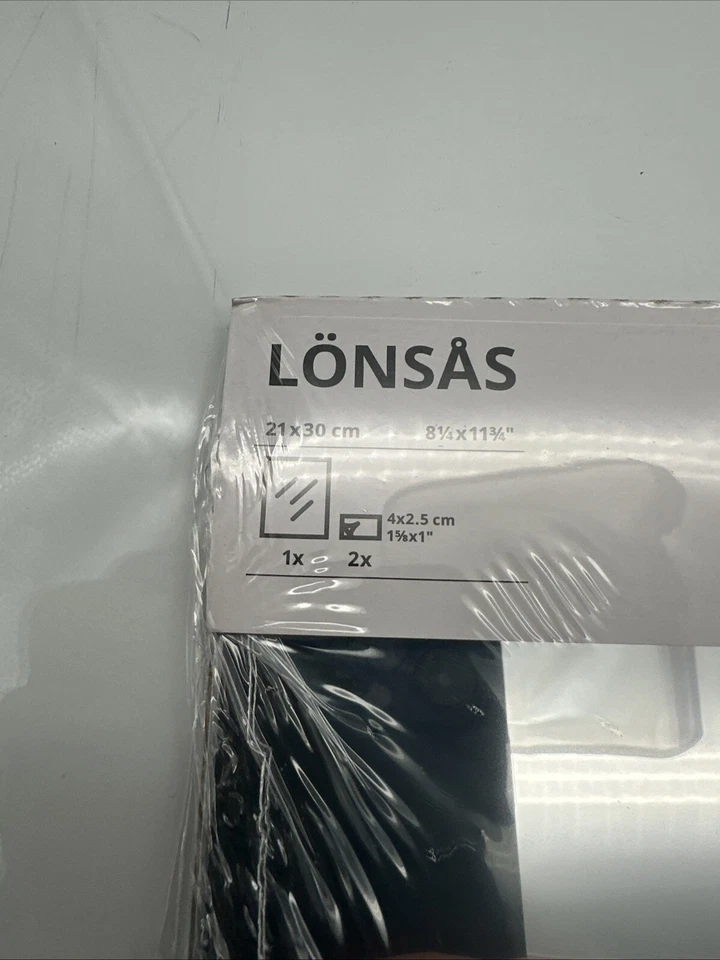 LÖNSÅS
21x30 cm 8¼x11¾"
4x2.5 cm
1⅝x1"
1x 2x